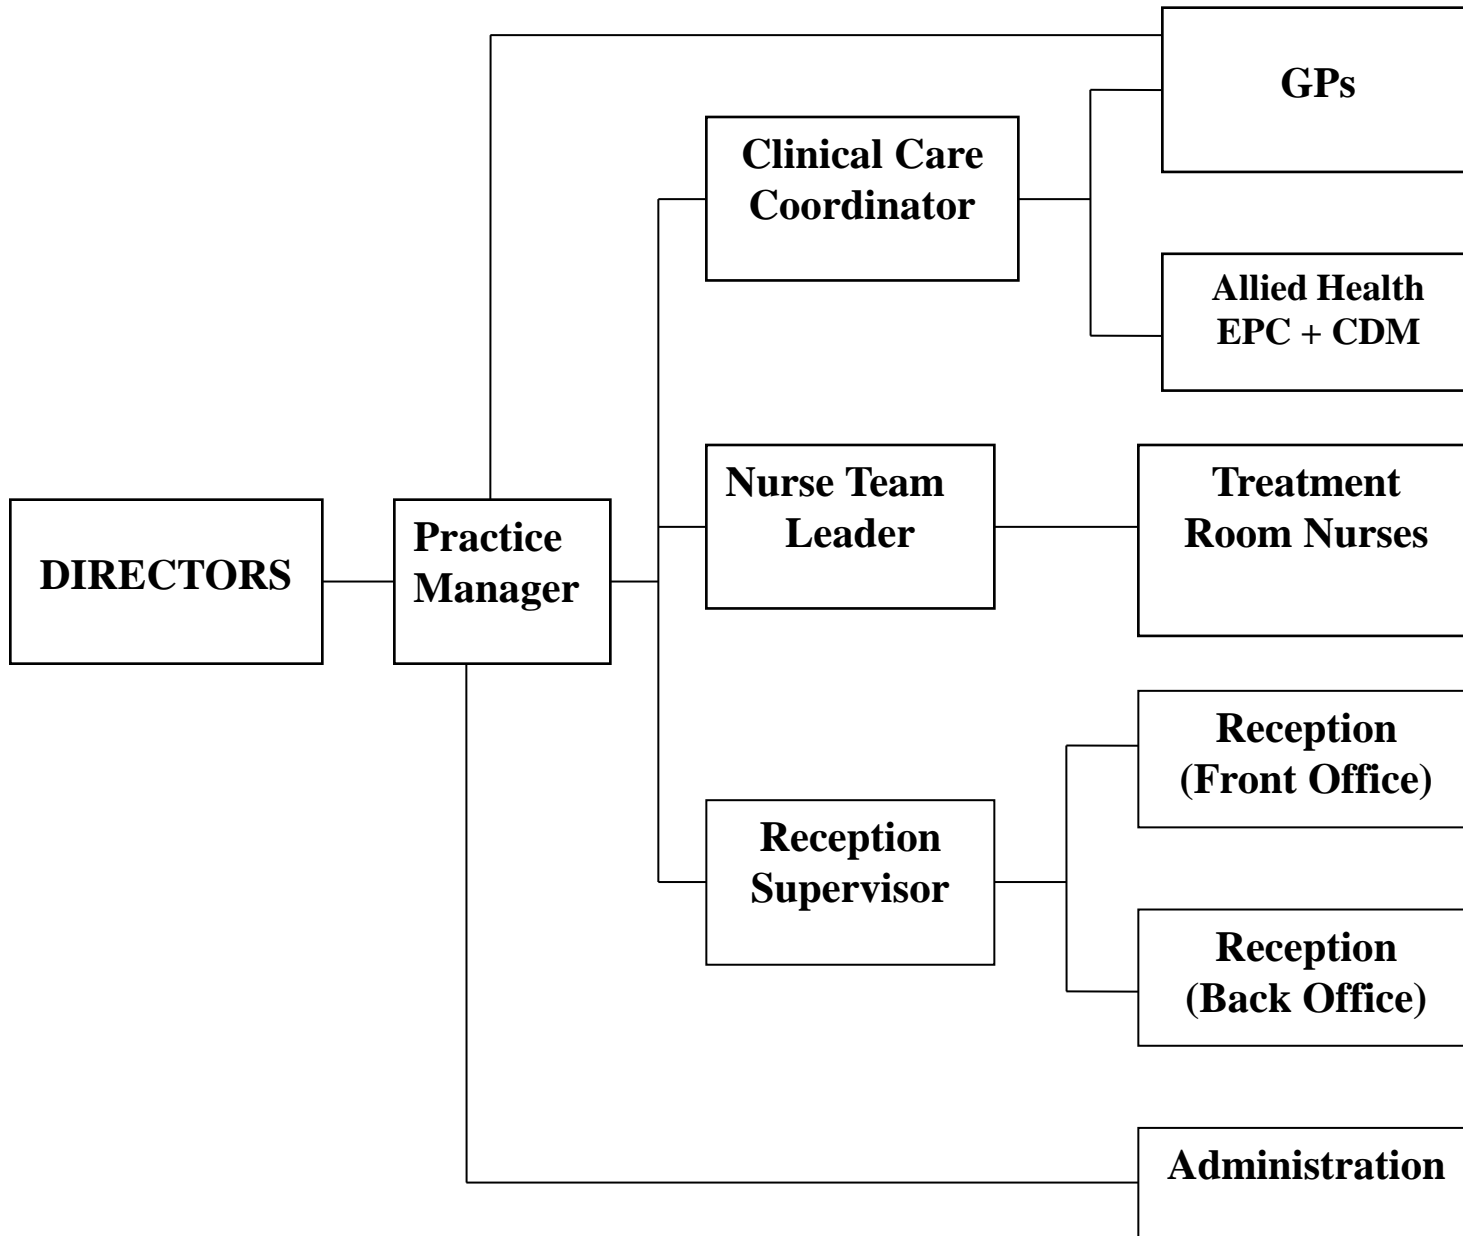 GPs
Clinical Care
Coordinator
Allied Health
EPC + CDM
Nurse Team
Leader
Treatment
Room Nurses
DIRECTORS
Practice
Manager
Reception
(Front Office)
Reception
Supervisor
Reception
(Back Office)
Administration